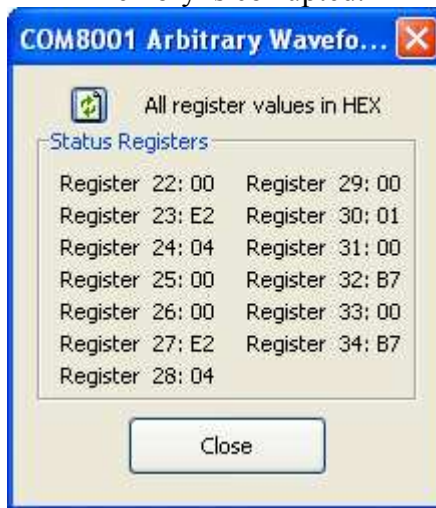 COM8001 Arbitrary Wavefo...
All register values in HEX
Status Registers
Register 22: 00 Register 29: 00
Register 23: E2 Register 30: 01
Register 24: 04 Register 31: 00
Register 25: 00 Register 32: B7
Register 26: 00 Register 33: 00
Register 27: E2 Register 34: B7
Register 28: 04
Close